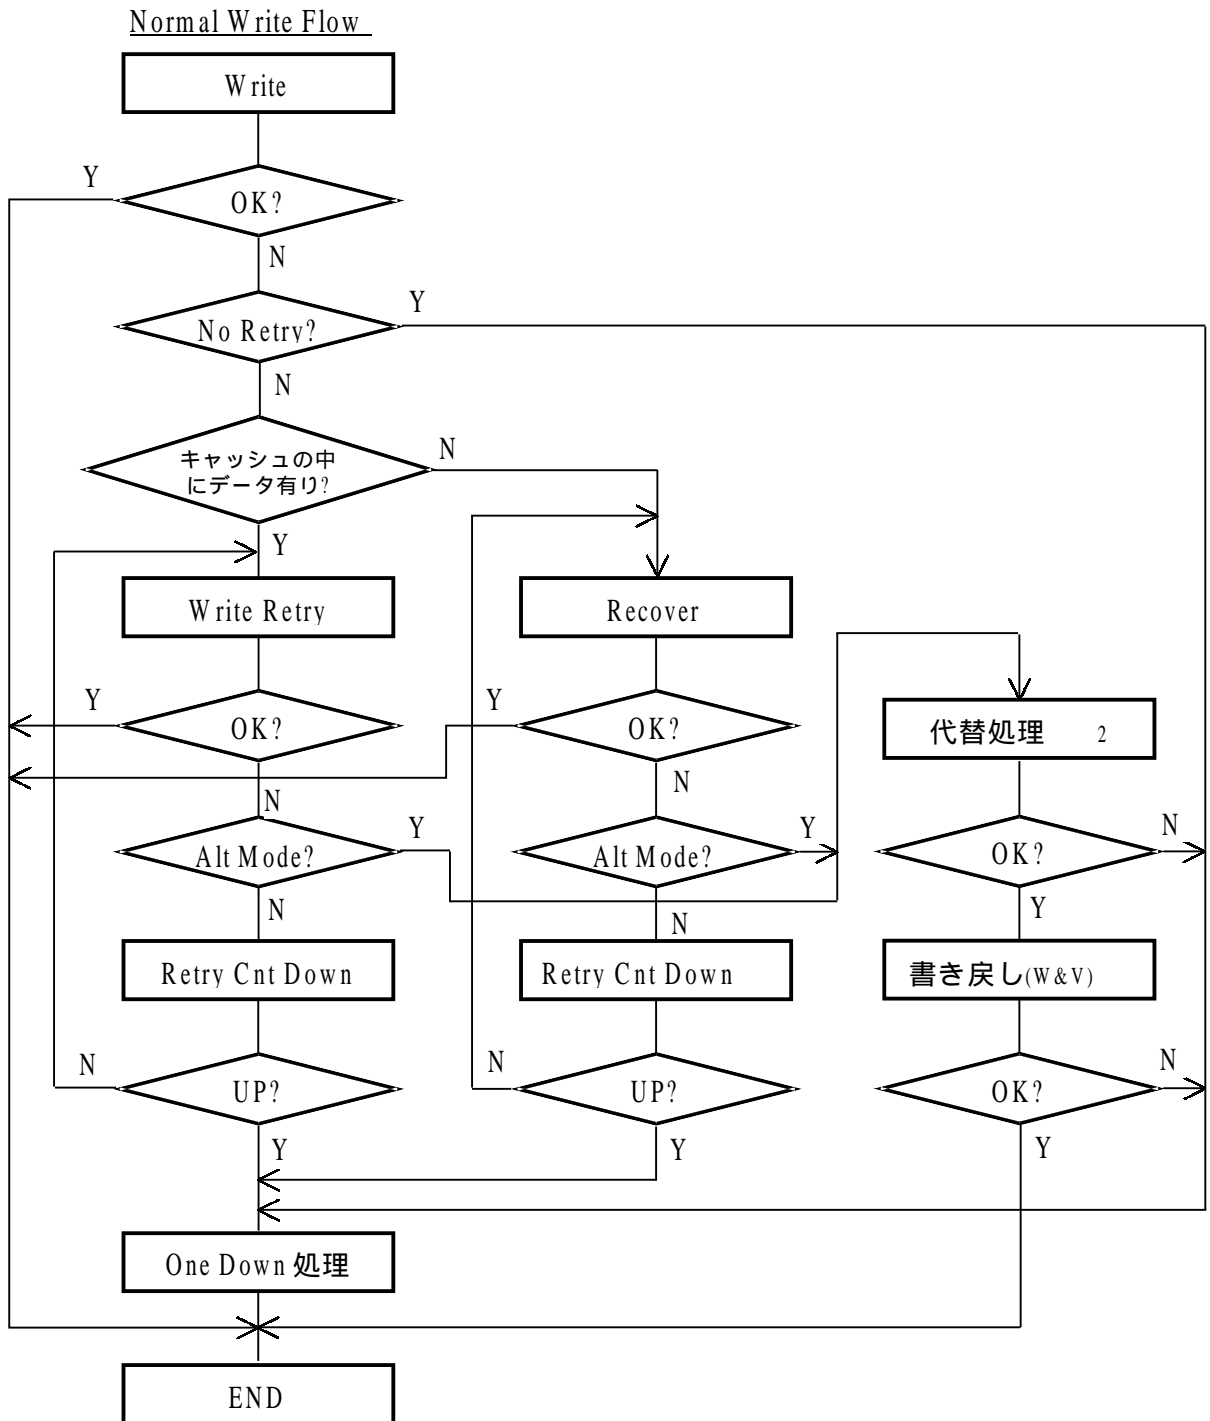 Normal Write Flow
Write
Y
OK?
N
Y
No Retry?
N
N
キャッシュの中
にデータ有り?
Y
Write Retry
Recover
Y
OK?
Y
OK?
代替処理 2
N
N
Alt Mode?
Y
Alt Mode?
Y
OK?
N
N
N
Y
Retry Cnt Down
Retry Cnt Down
書き戻し(W&V)
N
UP?
N
UP?
OK?
N
Y
Y
Y
One Down 処理
END